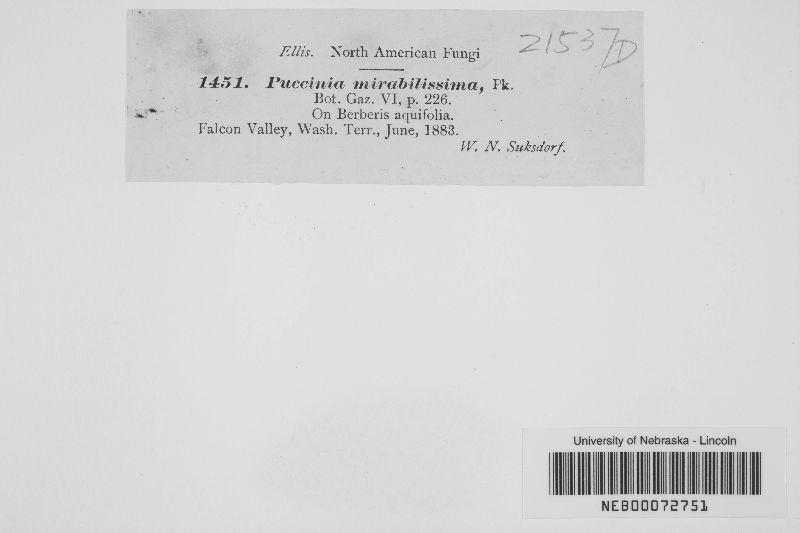 Ellis. North American Fungi
21537/D
1451. Puccinia mirabilissima, Pk.
Bot. Gaz. VI, p. 226.
On Berberis aquifolia.
Falcon Valley, Wash. Terr., June, 1883.
W. N. Suksdorf.
University of Nebraska - Lincoln
NEB00072751